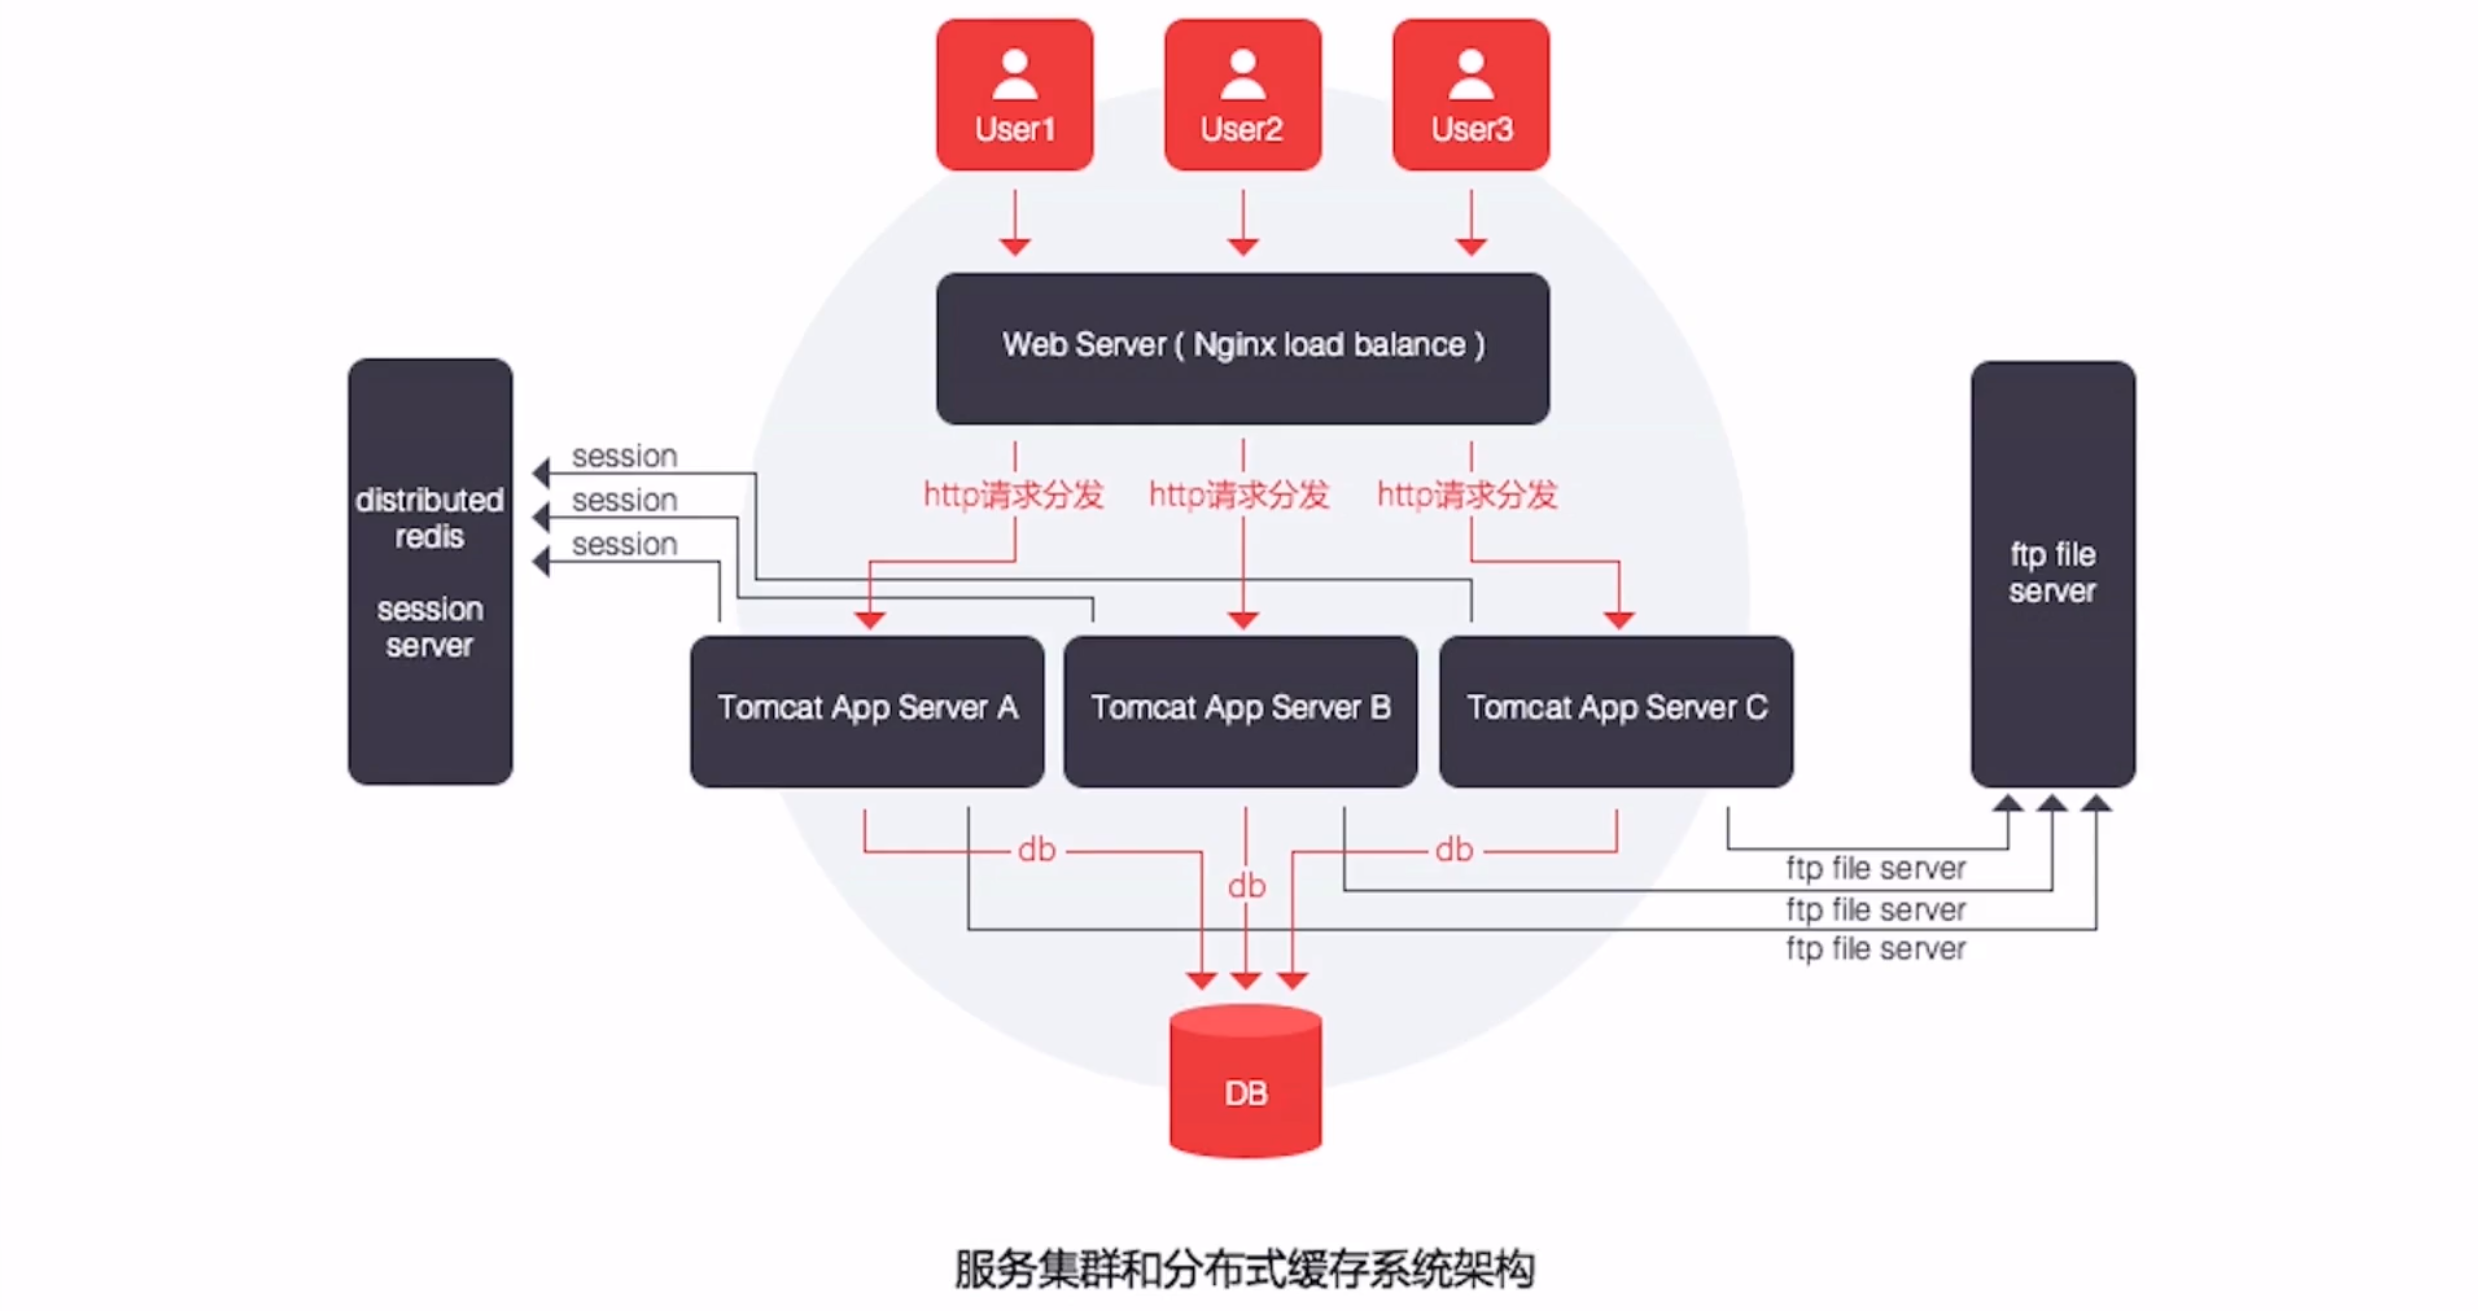 User1
User2
User3
Web Server ( Nginx load balance )
http请求分发
http请求分发
http请求分发
session
session
session
distributed
redis
session
server
ftp file
server
Tomcat App Server A
Tomcat App Server B
Tomcat App Server C
db
db
db
ftp file server
ftp file server
ftp file server
DB
服务集群和分布式缓存系统架构